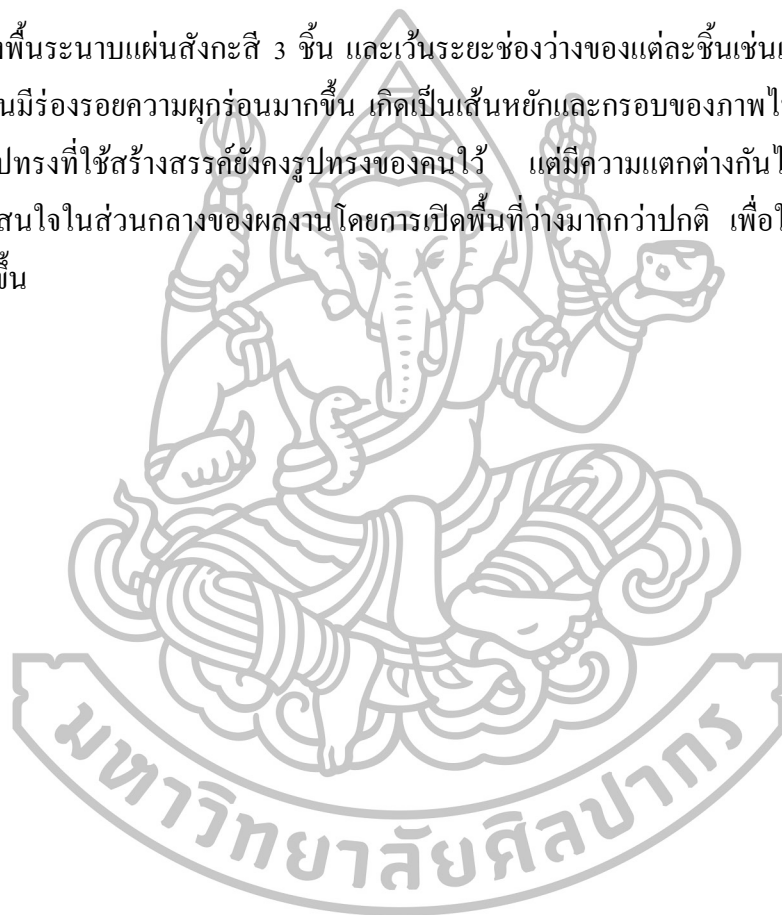 พื้นระนาบแผ่นสังกะสี 3 ชิ้น และเว้นระยะช่องว่างของแต่ละชิ้นเช่น
มีร่องรอยความผุกร่อนมากขึ้น เกิดเป็นเส้นหยักและกรอบของภาพ
ปทรงที่ใช้สร้างสรรค์ยังคงรูปทรงของคนใว้ แต่มีความแตกต่างกัน
สนใจในส่วนกลางของผลงานโดยการเปิดพื้นที่ว่างมากกว่าปกติ เพื่อ
ขึ้น
มหาวิทยาลัยศิลปากร